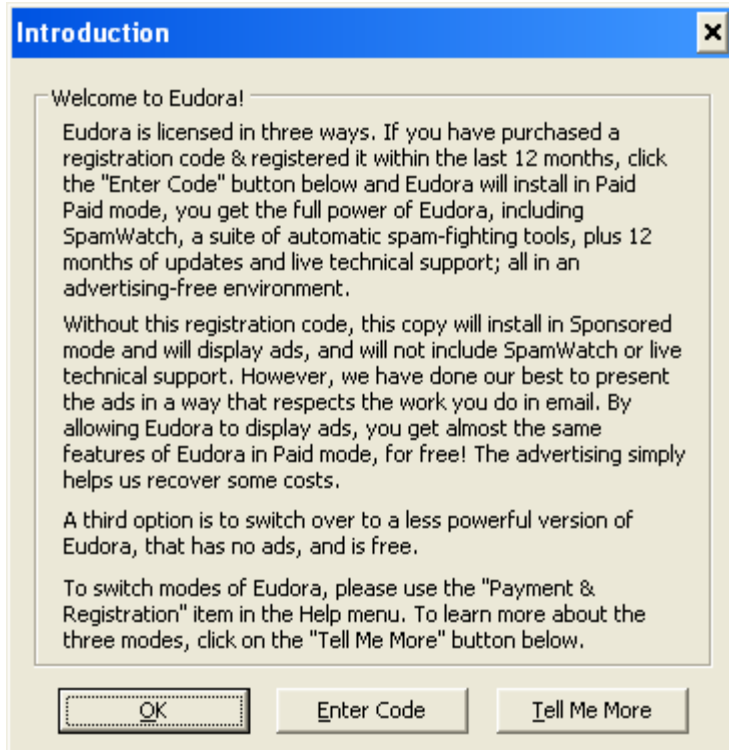 Introduction
Welcome to Eudora!
Eudora is licensed in three ways. If you have purchased a
registration code & registered it within the last 12 months, click
the "Enter Code" button below and Eudora will install in Paid
Paid mode, you get the full power of Eudora, including
SpamWatch, a suite of automatic spam-fighting tools, plus 12
months of updates and live technical support; all in an
advertising-free environment.
Without this registration code, this copy will install in Sponsored
mode and will display ads, and will not include SpamWatch or live
technical support. However, we have done our best to present
the ads in a way that respects the work you do in email. By
allowing Eudora to display ads, you get almost the same
features of Eudora in Paid mode, for free! The advertising simply
helps us recover some costs.
A third option is to switch over to a less powerful version of
Eudora, that has no ads, and is free.
To switch modes of Eudora, please use the "Payment &
Registration" item in the Help menu. To learn more about the
three modes, click on the "Tell Me More" button below.
OK Enter Code Tell Me More